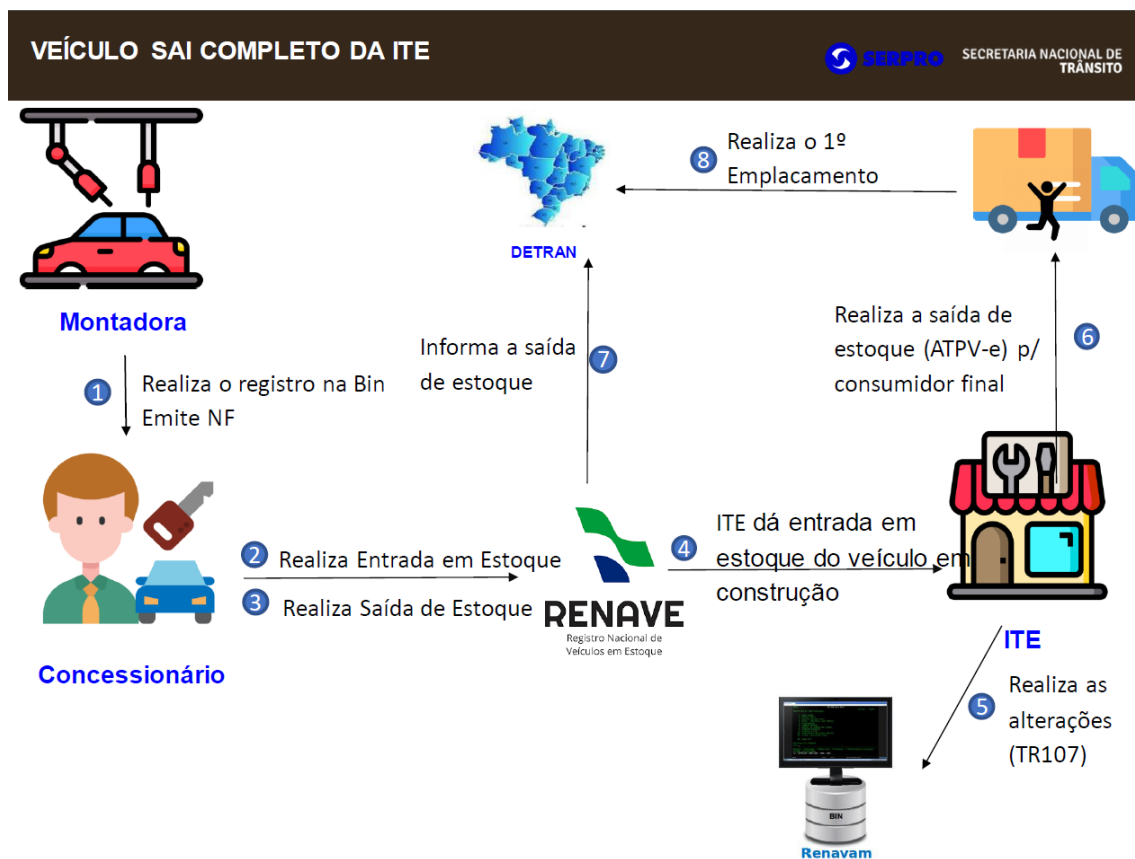 VEÍCULO SAI COMPLETO DA ITE
SERPRO
SECRETARIA NACIONAL DE
TRÂNSITO
Montadora
1
Realiza o registro na Bin
Emite NF
DETRAN
8
Realiza o 1º
Emplacamento
Informa a saída
de estoque
7
Realiza a saída de
estoque (ATPV-e) p/
consumidor final
6
Concessionário
2
Realiza Entrada em Estoque
3
Realiza Saída de Estoque
RENAVE
Registro Nacional de
Veículos em Estoque
4
ITE dá entrada em
estoque do veículo em
construção
ITE
5
Realiza as
alterações
(TR107)
BIN
Renavam